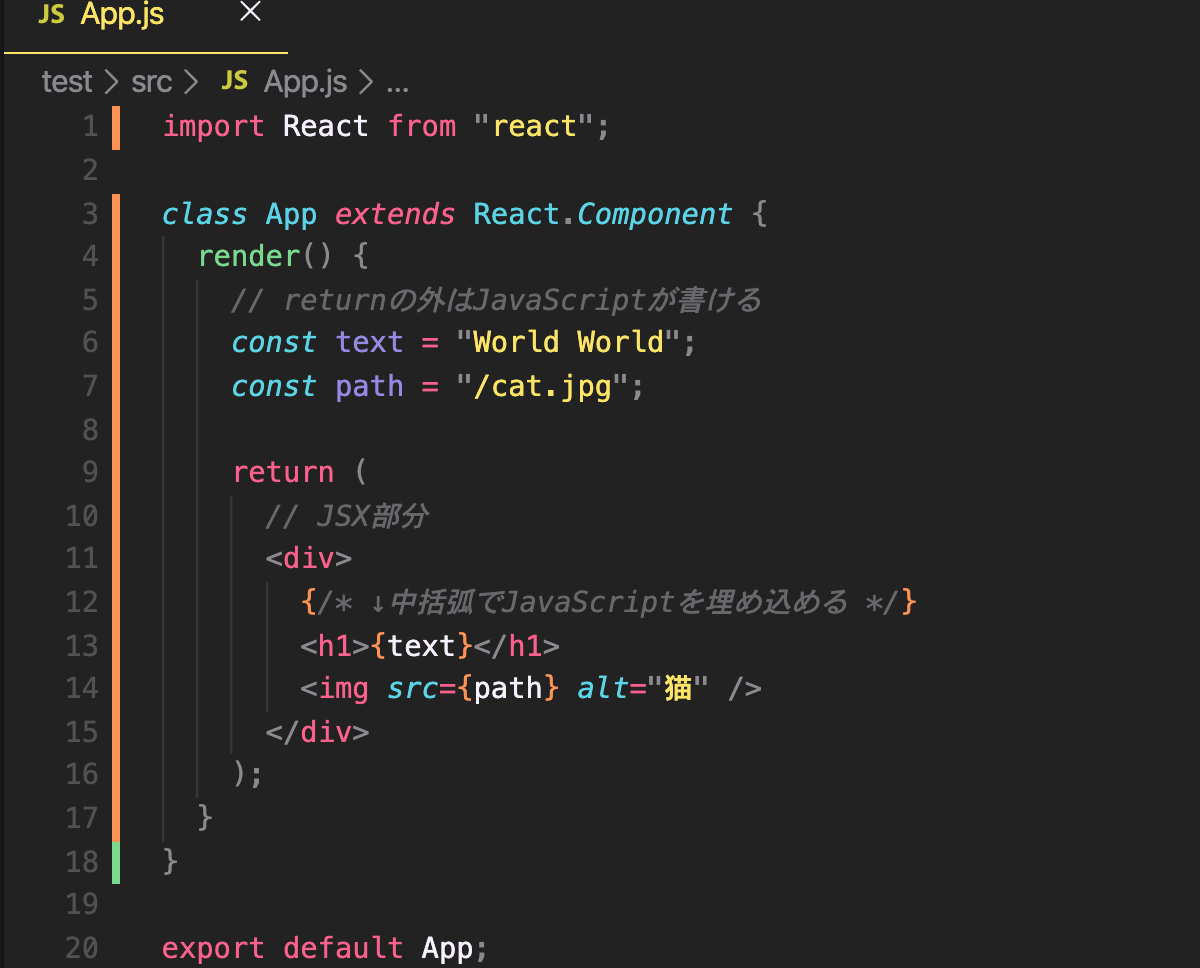 JS App.js ×
test > src > JS App.js > ...
1 import React from "react";
2
3 class App extends React.Component {
4   render() {
5     // returnの外はJavaScriptが書ける
6     const text = "World World";
7     const path = "/cat.jpg";
8
9     return (
10       // JSX部分
11       <div>
12         {/* ↓中括弧でJavaScriptを埋め込める */}
13         <h1>{text}</h1>
14         <img src={path} alt="猫" />
15       </div>
16     );
17   }
18 }
19
20 export default App;